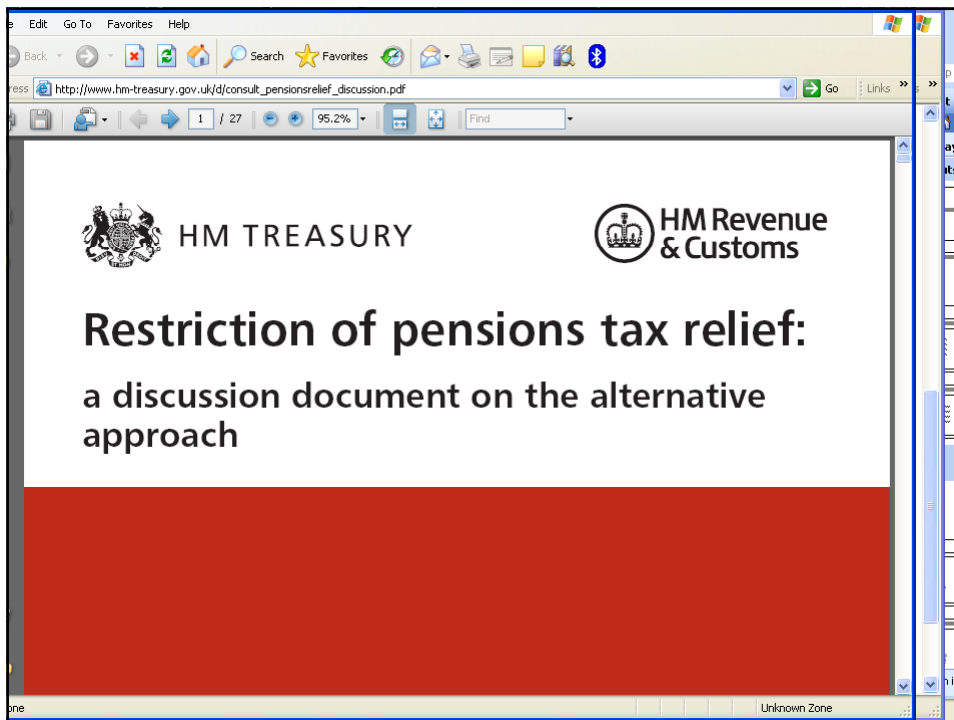 Edit Go To Favorites Help
Back Search Favorites
ress http://www.hm-treasury.gov.uk/d/consult_pensionsrelief_discussion.pdf Go Links » s »
1 / 27 95.2% Find
HM TREASURY
HM Revenue
& Customs
Restriction of pensions tax relief:
a discussion document on the alternative
approach
one Unknown Zone